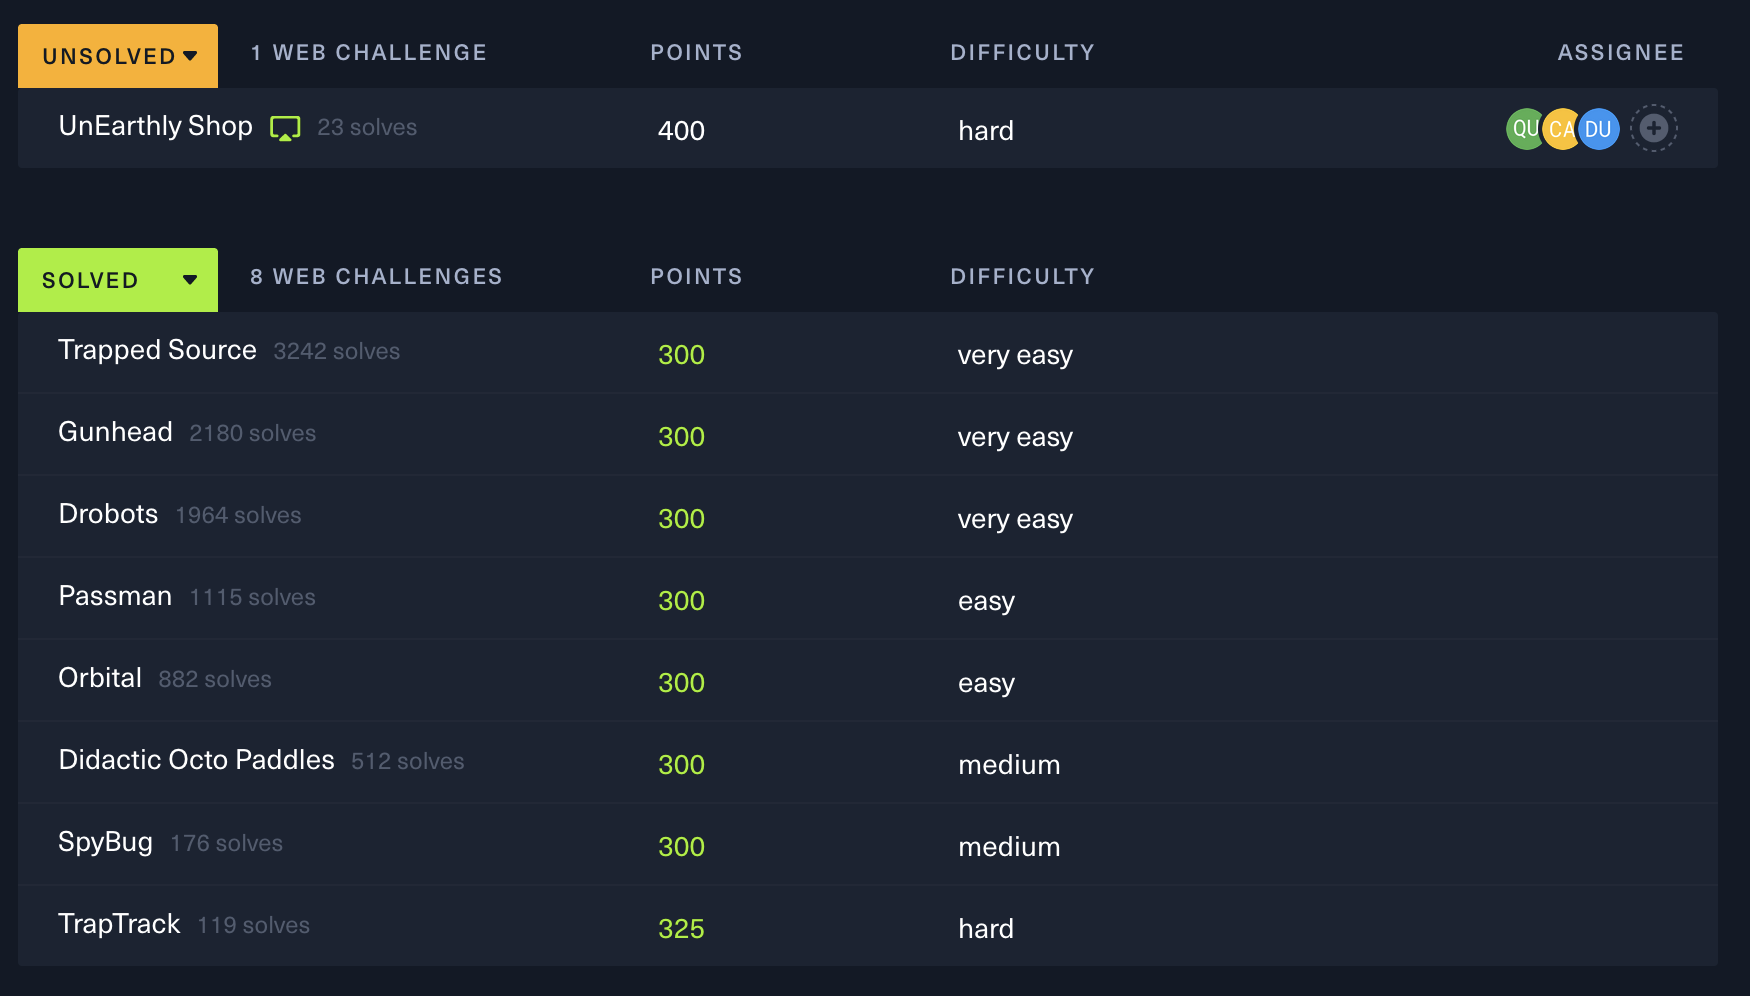 UNSOLVED 1 WEB CHALLENGE POINTS DIFFICULTY ASSIGNEE
UnEarthly Shop 23 solves 400 hard QU CA DU
SOLVED 8 WEB CHALLENGES POINTS DIFFICULTY
Trapped Source 3242 solves 300 very easy
Gunhead 2180 solves 300 very easy
Drobots 1964 solves 300 very easy
Passman 1115 solves 300 easy
Orbital 882 solves 300 easy
Didactic Octo Paddles 512 solves 300 medium
SpyBug 176 solves 300 medium
TrapTrack 119 solves 325 hard